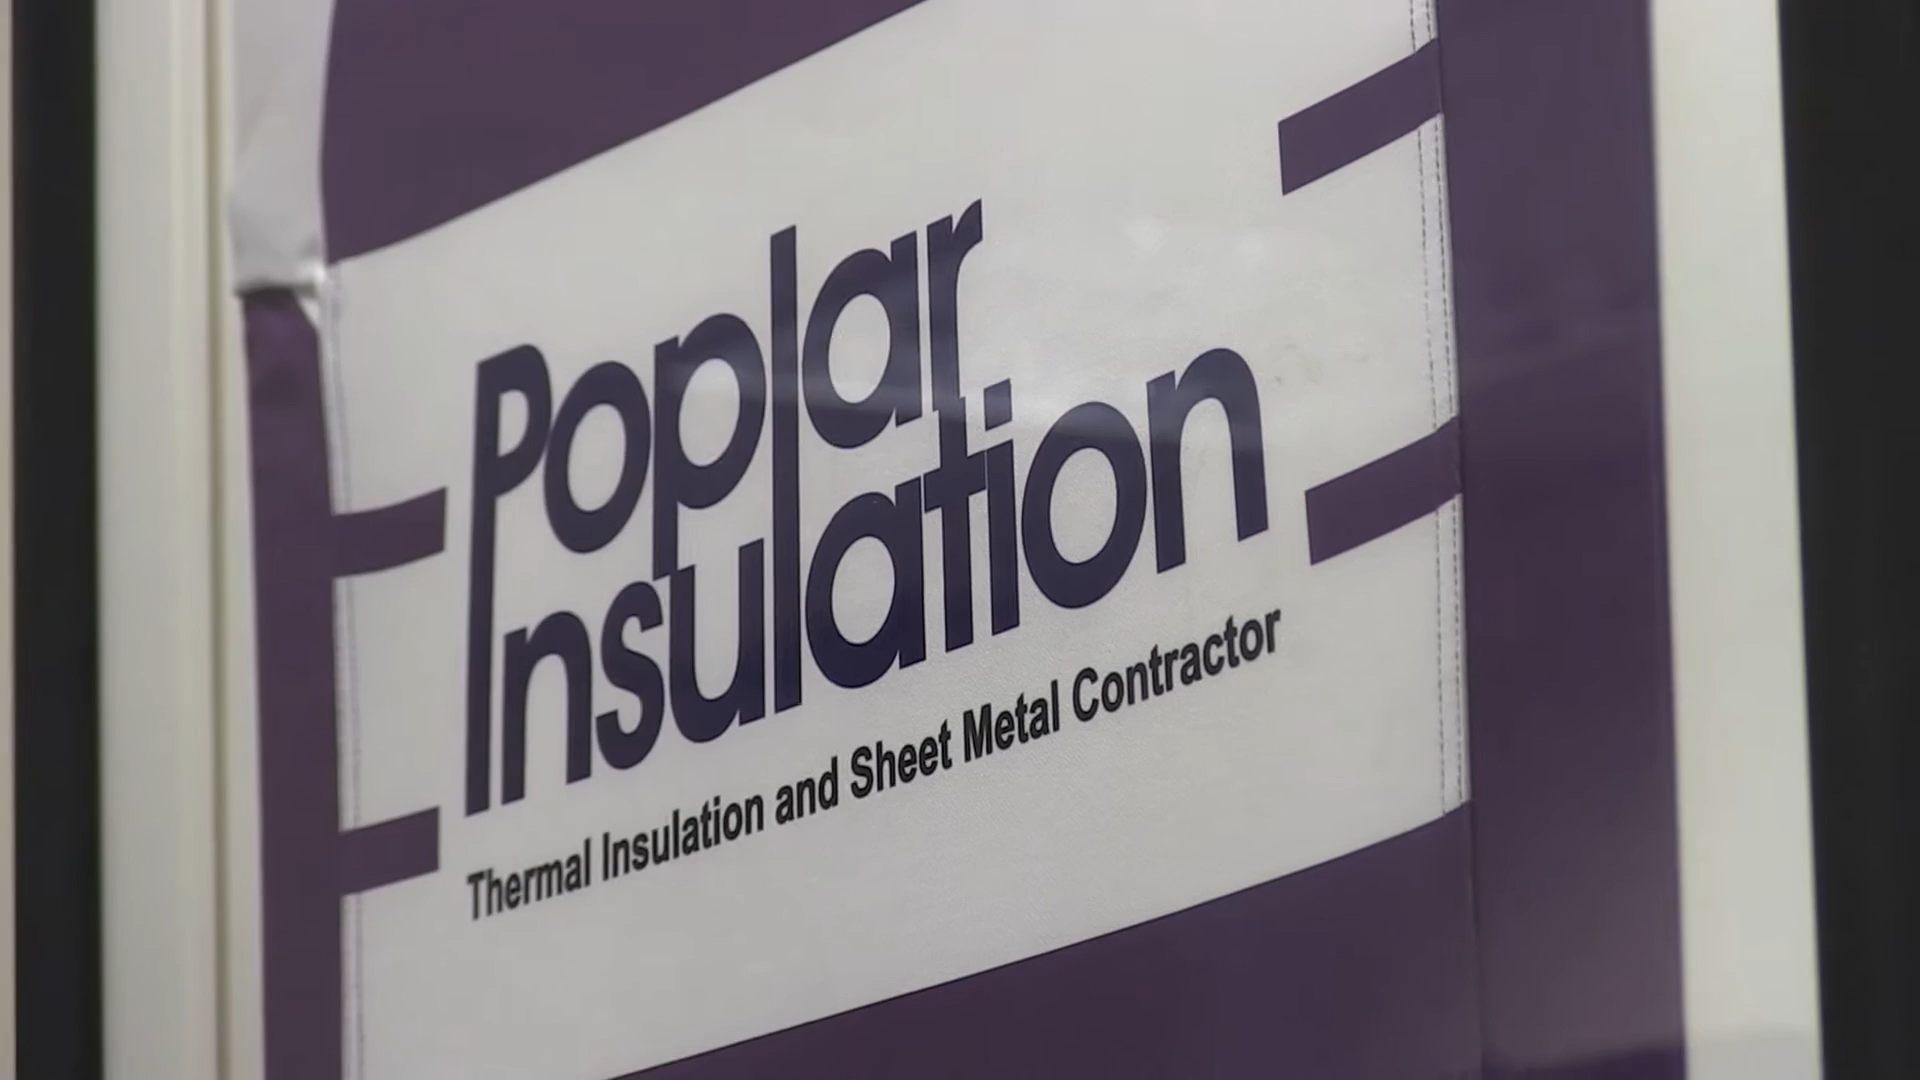 Poplar
Insulation
Thermal Insulation and Sheet Metal Contractor